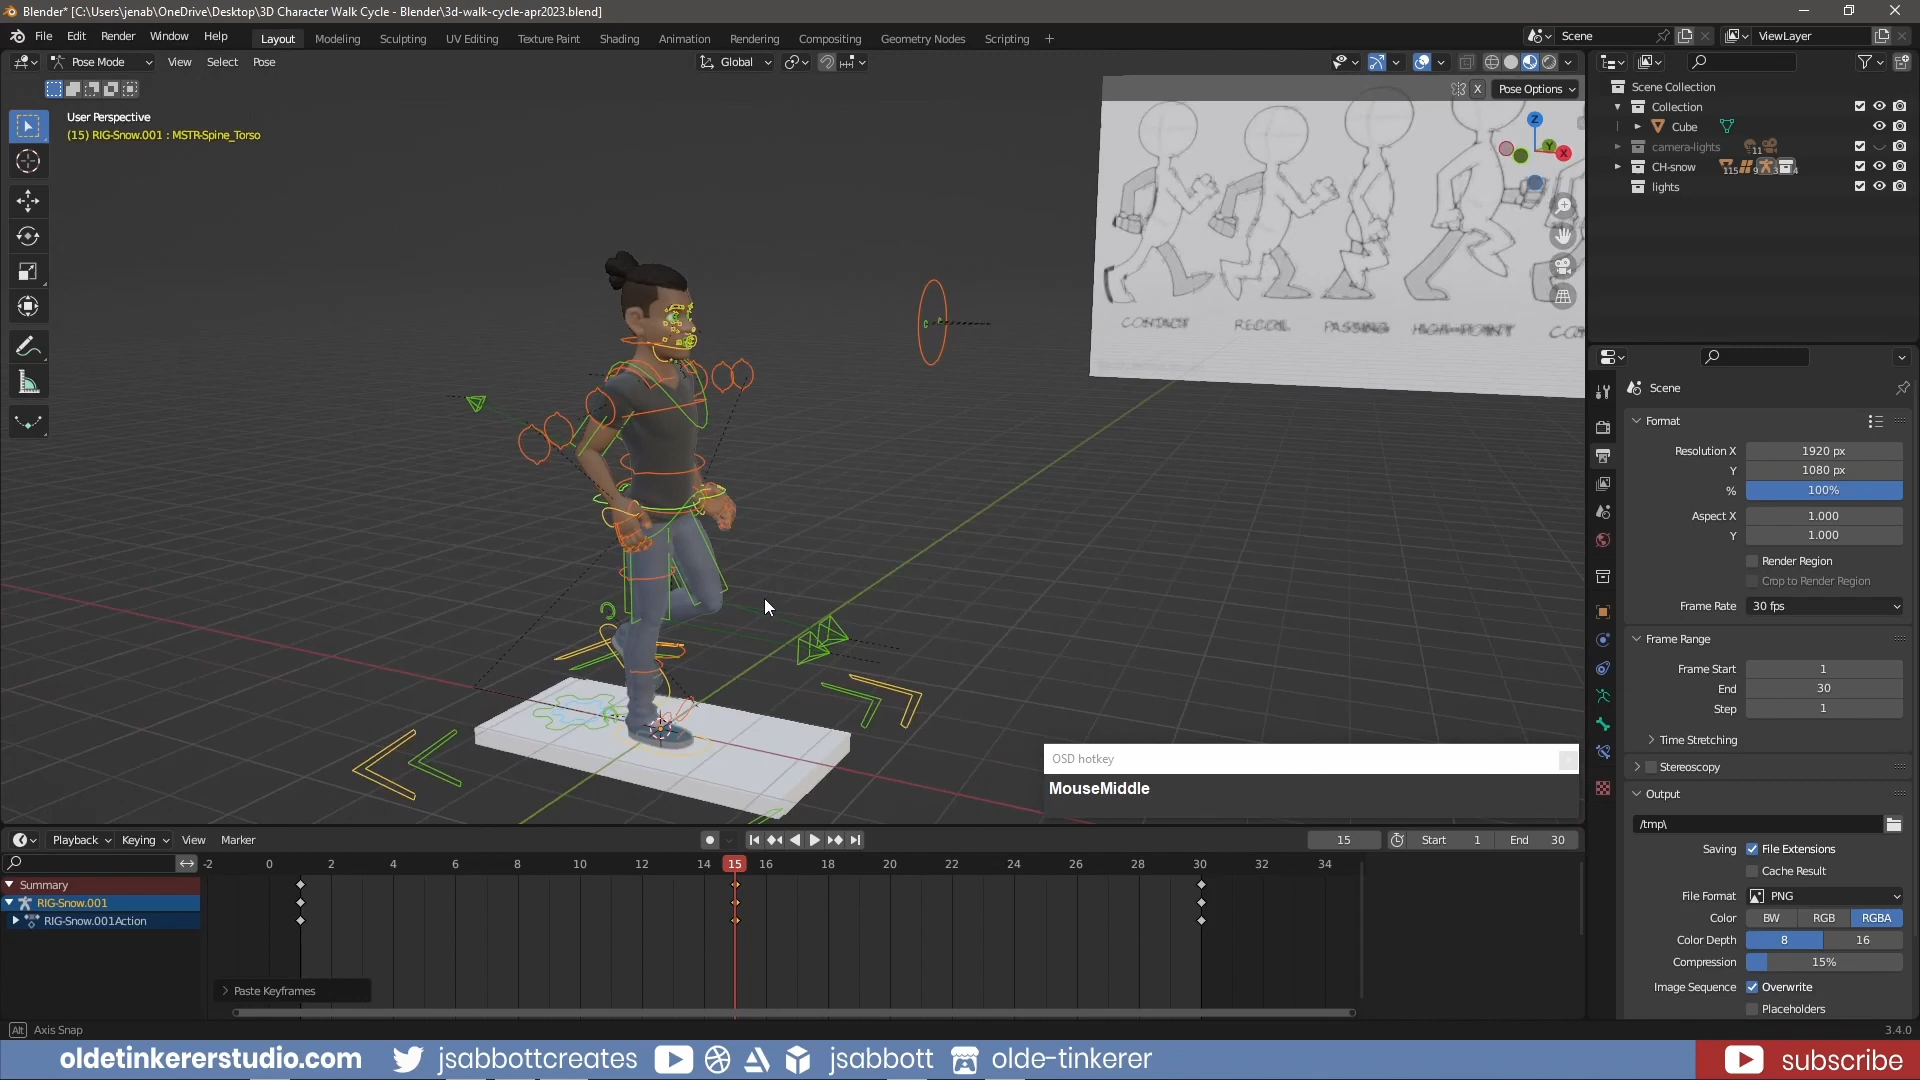 Blender* [C:\Users\jenab\OneDrive\Desktop\3D Character Walk Cycle - Blender\3d-walk-cycle-apr2023.blend]
File Edit Render Window Help Layout Modeling Sculpting UV Editing Texture Paint Shading Animation Rendering Compositing Geometry Nodes Scripting + Scene ViewLayer
Pose Mode View Select Pose Global
X Pose Options
User Perspective
(15) RIG-Snow.001 : MSTR-Spine_Torso
Z
Y
X
CONTACT RECOIL PASSING HIGH-POINT
Scene Collection
Collection
Cube
camera-lights 11
CH-snow 115 9 3 4
lights
Scene
Format
Resolution X 1920 px
Y 1080 px
% 100%
Aspect X 1.000
Y 1.000
Render Region
Crop to Render Region
Frame Rate 30 fps
Frame Range
Frame Start 1
End 30
Step 1
Time Stretching
Stereoscopy
Output
/tmp\
Saving File Extensions
Cache Result
File Format PNG
Color BW RGB RGBA
Color Depth 8 16
Compression 15%
Image Sequence Overwrite
Placeholders
OSD hotkey
MouseMiddle
Playback Keying View Marker 15 Start 1 End 30
-2 0 2 4 6 8 10 12 14 15 16 18 20 22 24 26 28 30 32 34
Summary
RIG-Snow.001
RIG-Snow.001Action
Paste Keyframes
Alt Axis Snap 3.4.0
oldetinkererstudio.com jsabbottcreates jsabbott olde-tinkerer subscribe